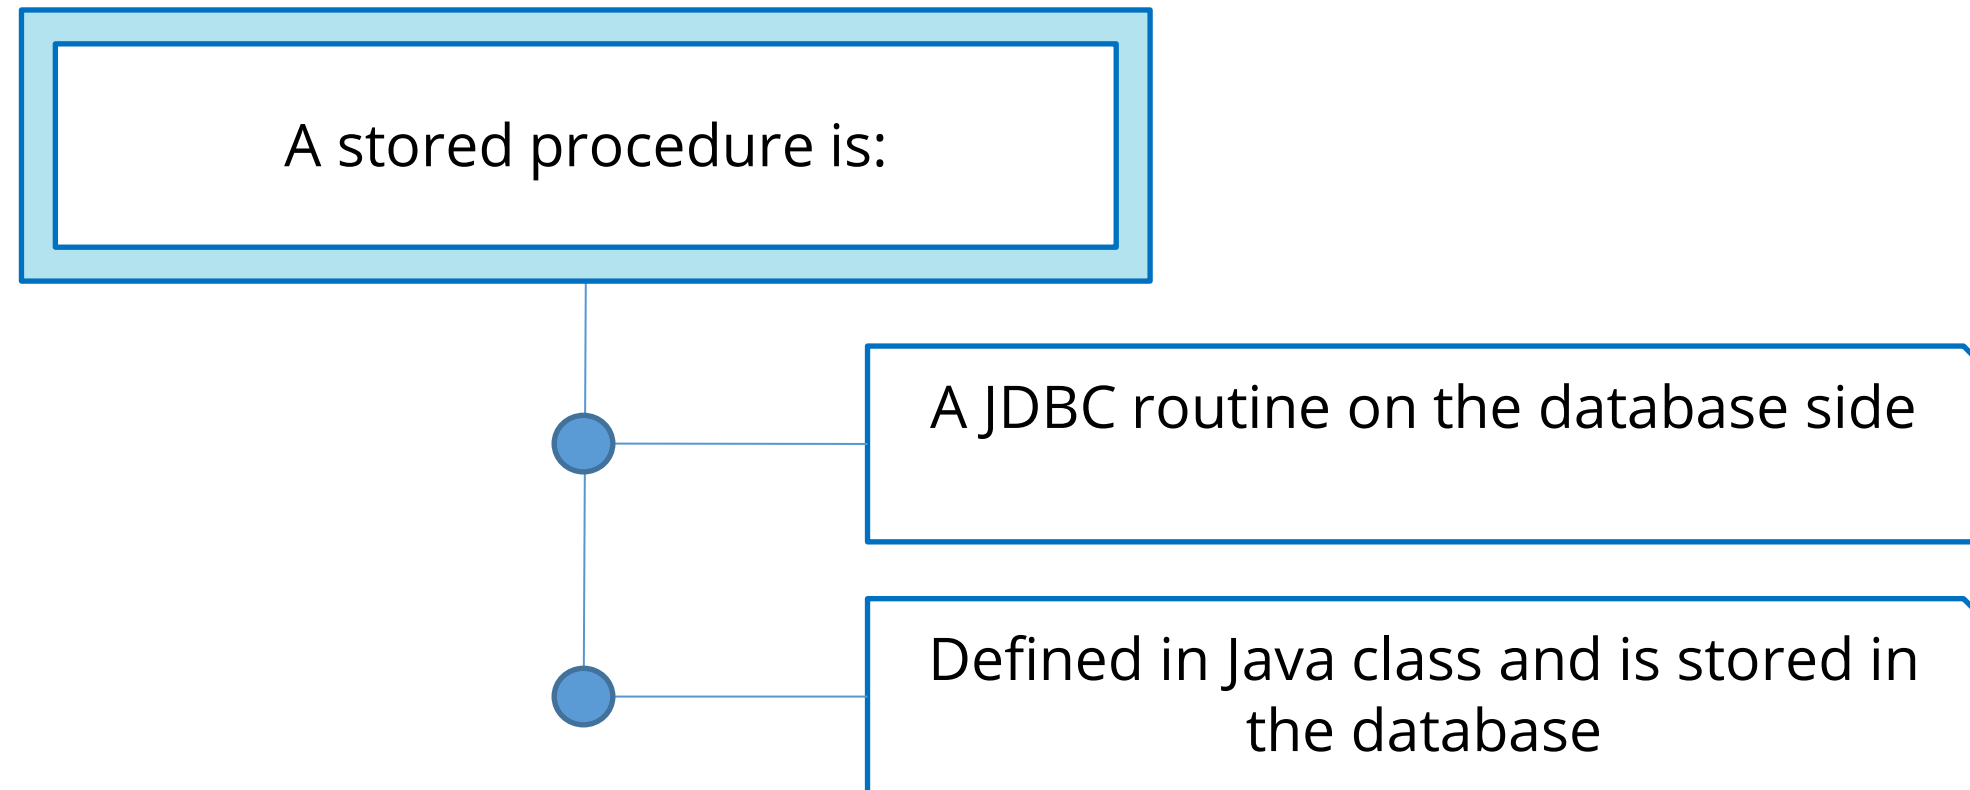 A stored procedure is:
A JDBC routine on the database side
Defined in Java class and is stored in
the database